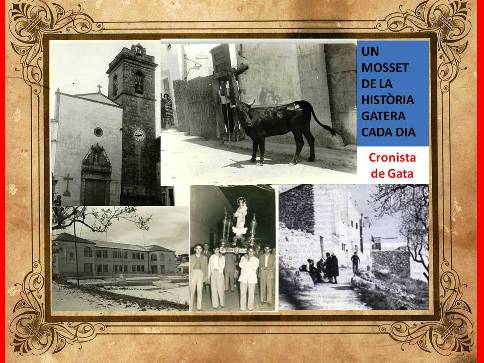 UN
MOSSET
DE LA
HISTÒRIA
GATERA
CADA DIA
Cronista
de Gata